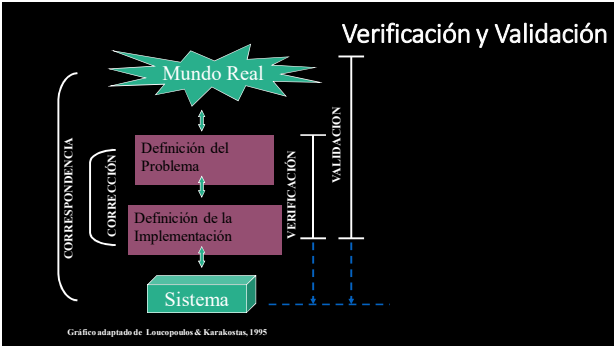 Verificación y Validación
Mundo Real
Definición del
Problema
Definición de la
Implementación
Sistema
CORRESPONDENCIA
CORRECCIÓN
VERIFICACIÓN
VALIDACION
Gráfico adaptado de Loucopoulos & Karakostas, 1995